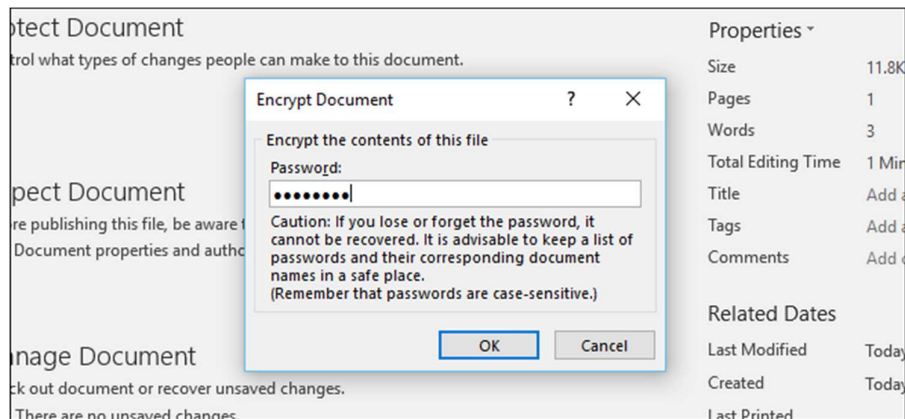 otect Document
trol what types of changes people can make to this document.
pect Document
re publishing this file, be aware t
Document properties and autho
anage Document
ck out document or recover unsaved changes.
There are no unsaved changes.
Encrypt Document ? X
Encrypt the contents of this file
Password:
••••••••
Caution: If you lose or forget the password, it
cannot be recovered. It is advisable to keep a list of
passwords and their corresponding document
names in a safe place.
(Remember that passwords are case-sensitive.)
OK Cancel
Properties
Size 11.8K
Pages 1
Words 3
Total Editing Time 1 Min
Title Add a
Tags Add a
Comments Add c
Related Dates
Last Modified Today
Created Today
Last Printed